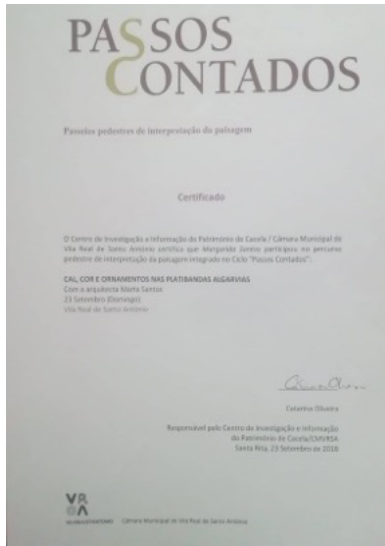 PASSOS
CONTADOS
Passeios pedestres de interpretação da paisagem
Certificado
O Centro de Investigação e Informação do Património de Cacela / Câmara Municipal de
Vila Real de Santo António certifica que Margarida Santos participou no percurso
pedestre de interpretação da paisagem integrado no Ciclo "Passos Contados":
CAL, COR E ORNAMENTOS NAS PLATIBANDAS ALGARVIAS
Com a arquitecta Marta Santos
23 Setembro (Domingo)
Vila Real de Santo António
Catarina Oliveira
Responsável pelo Centro de Investigação e Informação
do Património de Cacela/CMVRSA
Santa Rita, 23 Setembro de 2018
VR
SA
Câmara Municipal de Vila Real de Santo António